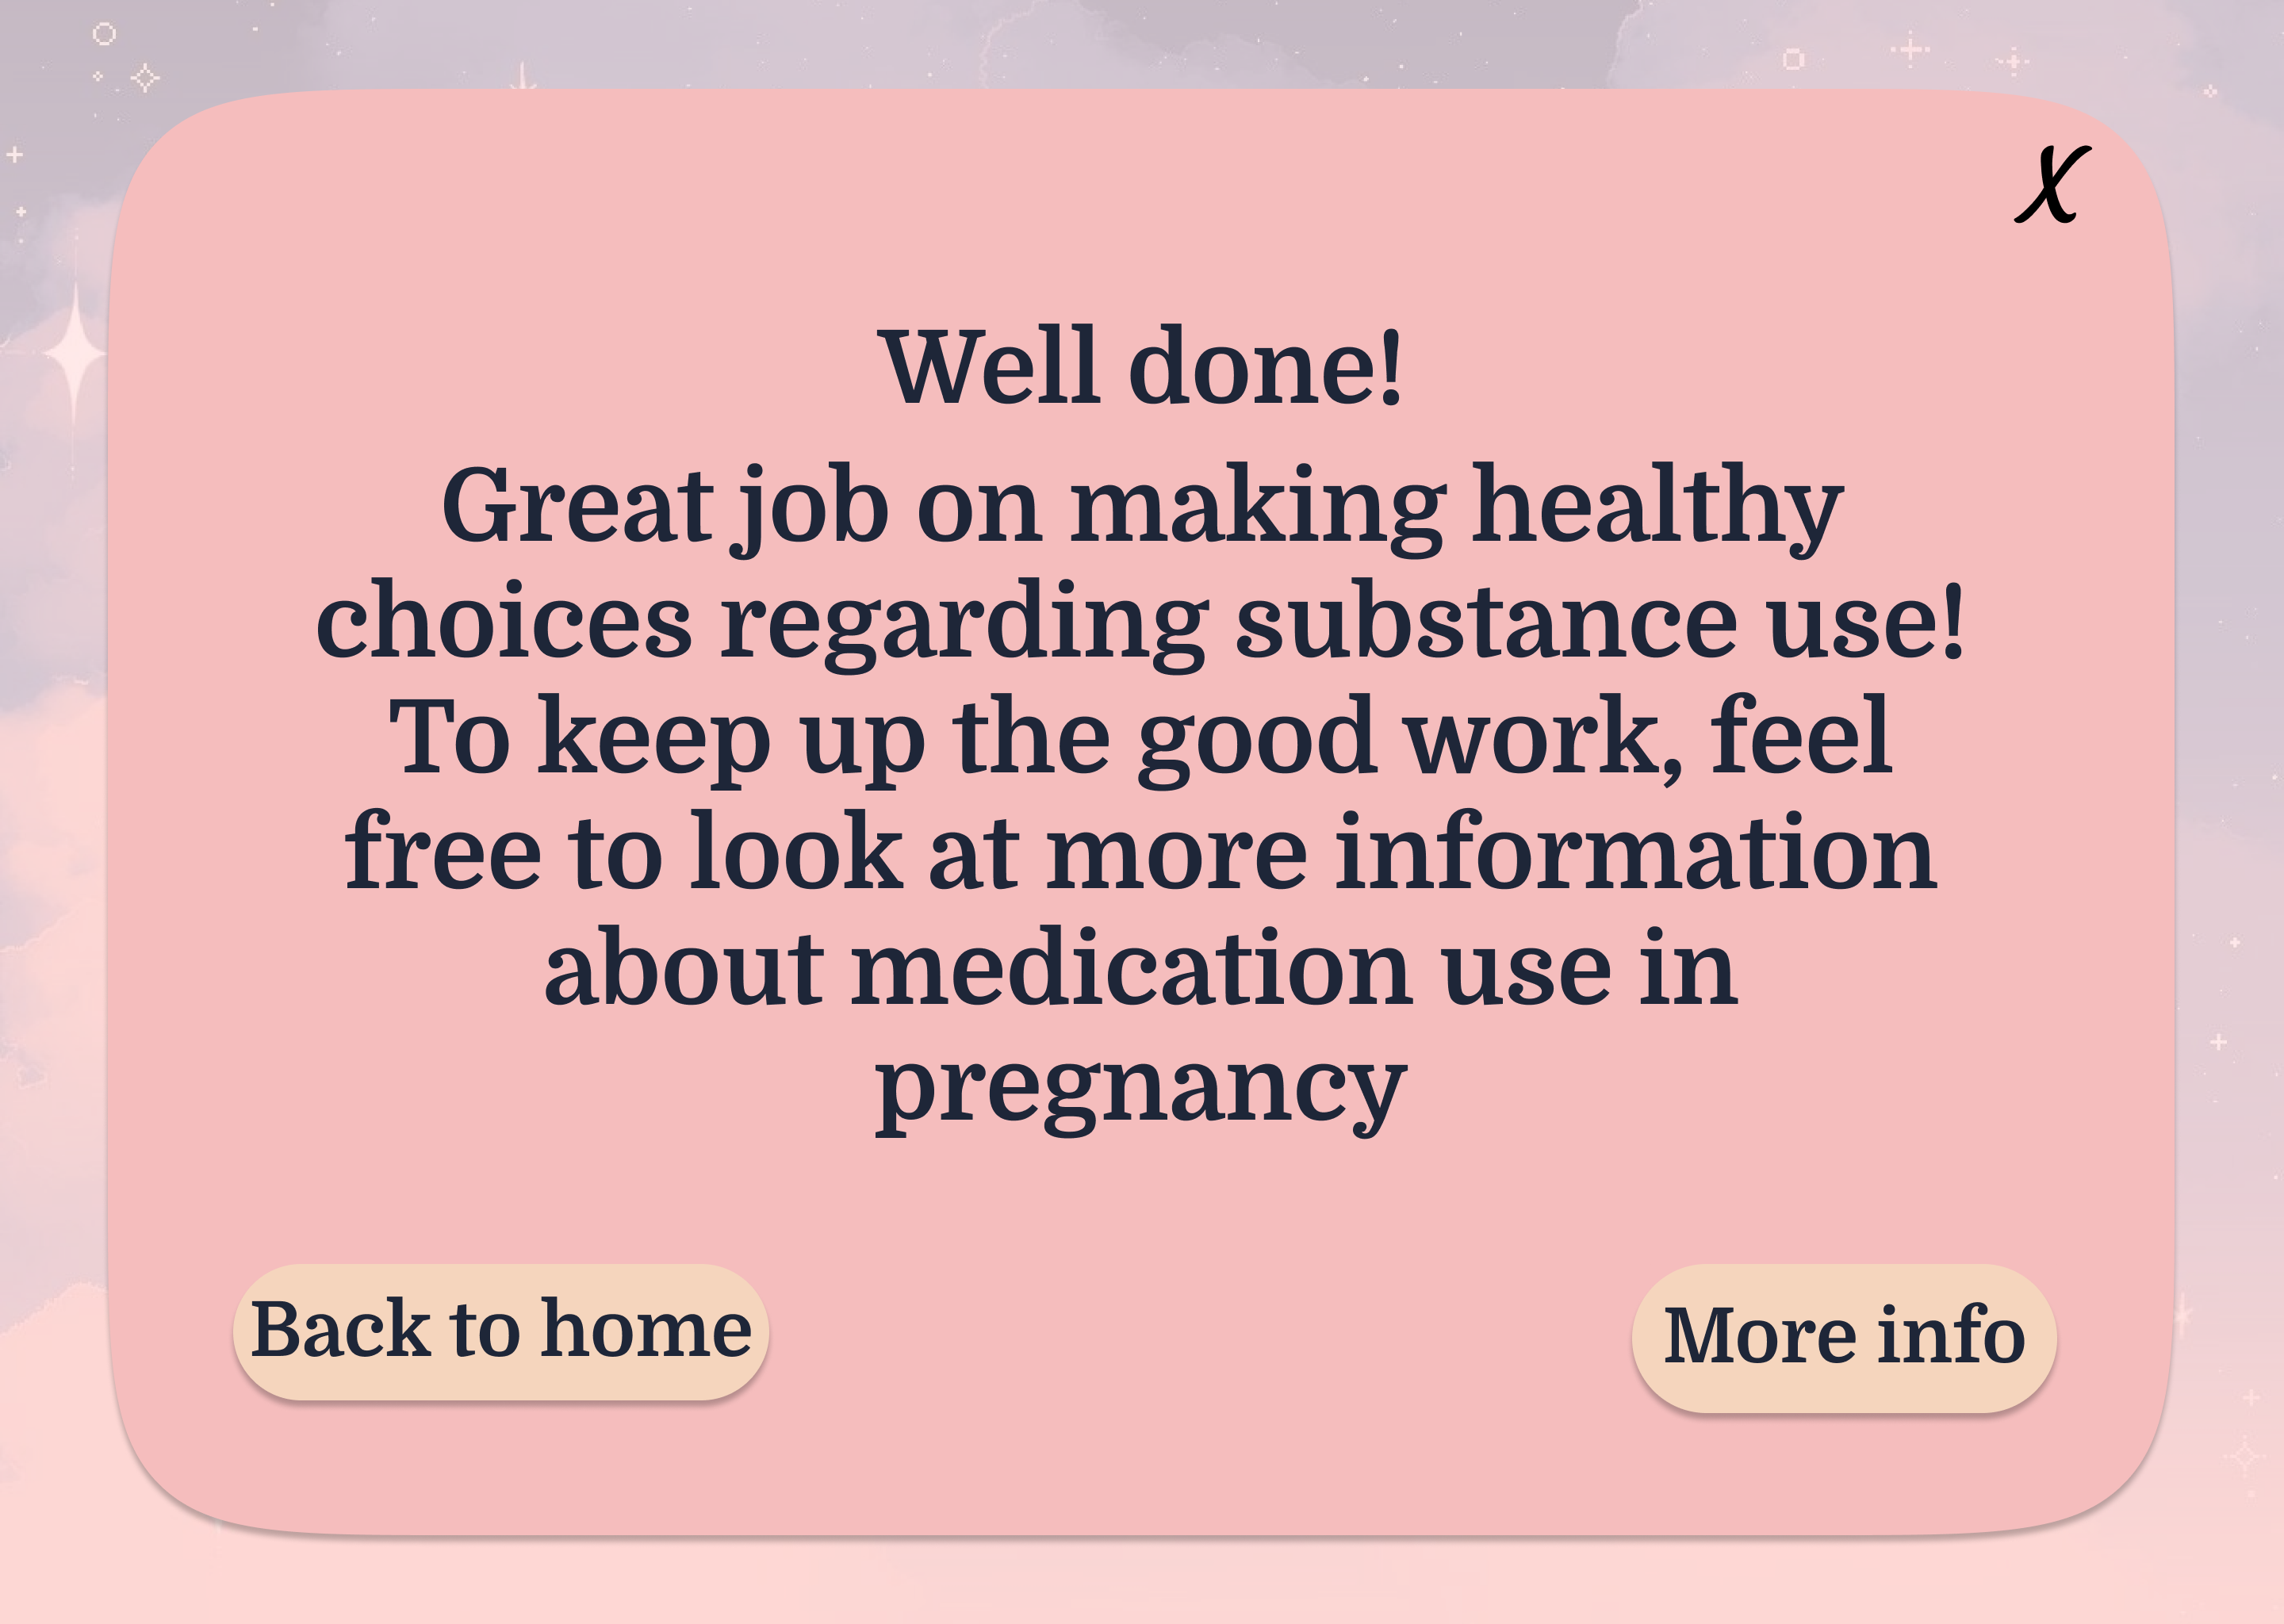 X
Well done!
Great job on making healthy
choices regarding substance use!
To keep up the good work, feel
free to look at more information
about medication use in
pregnancy
Back to home
More info